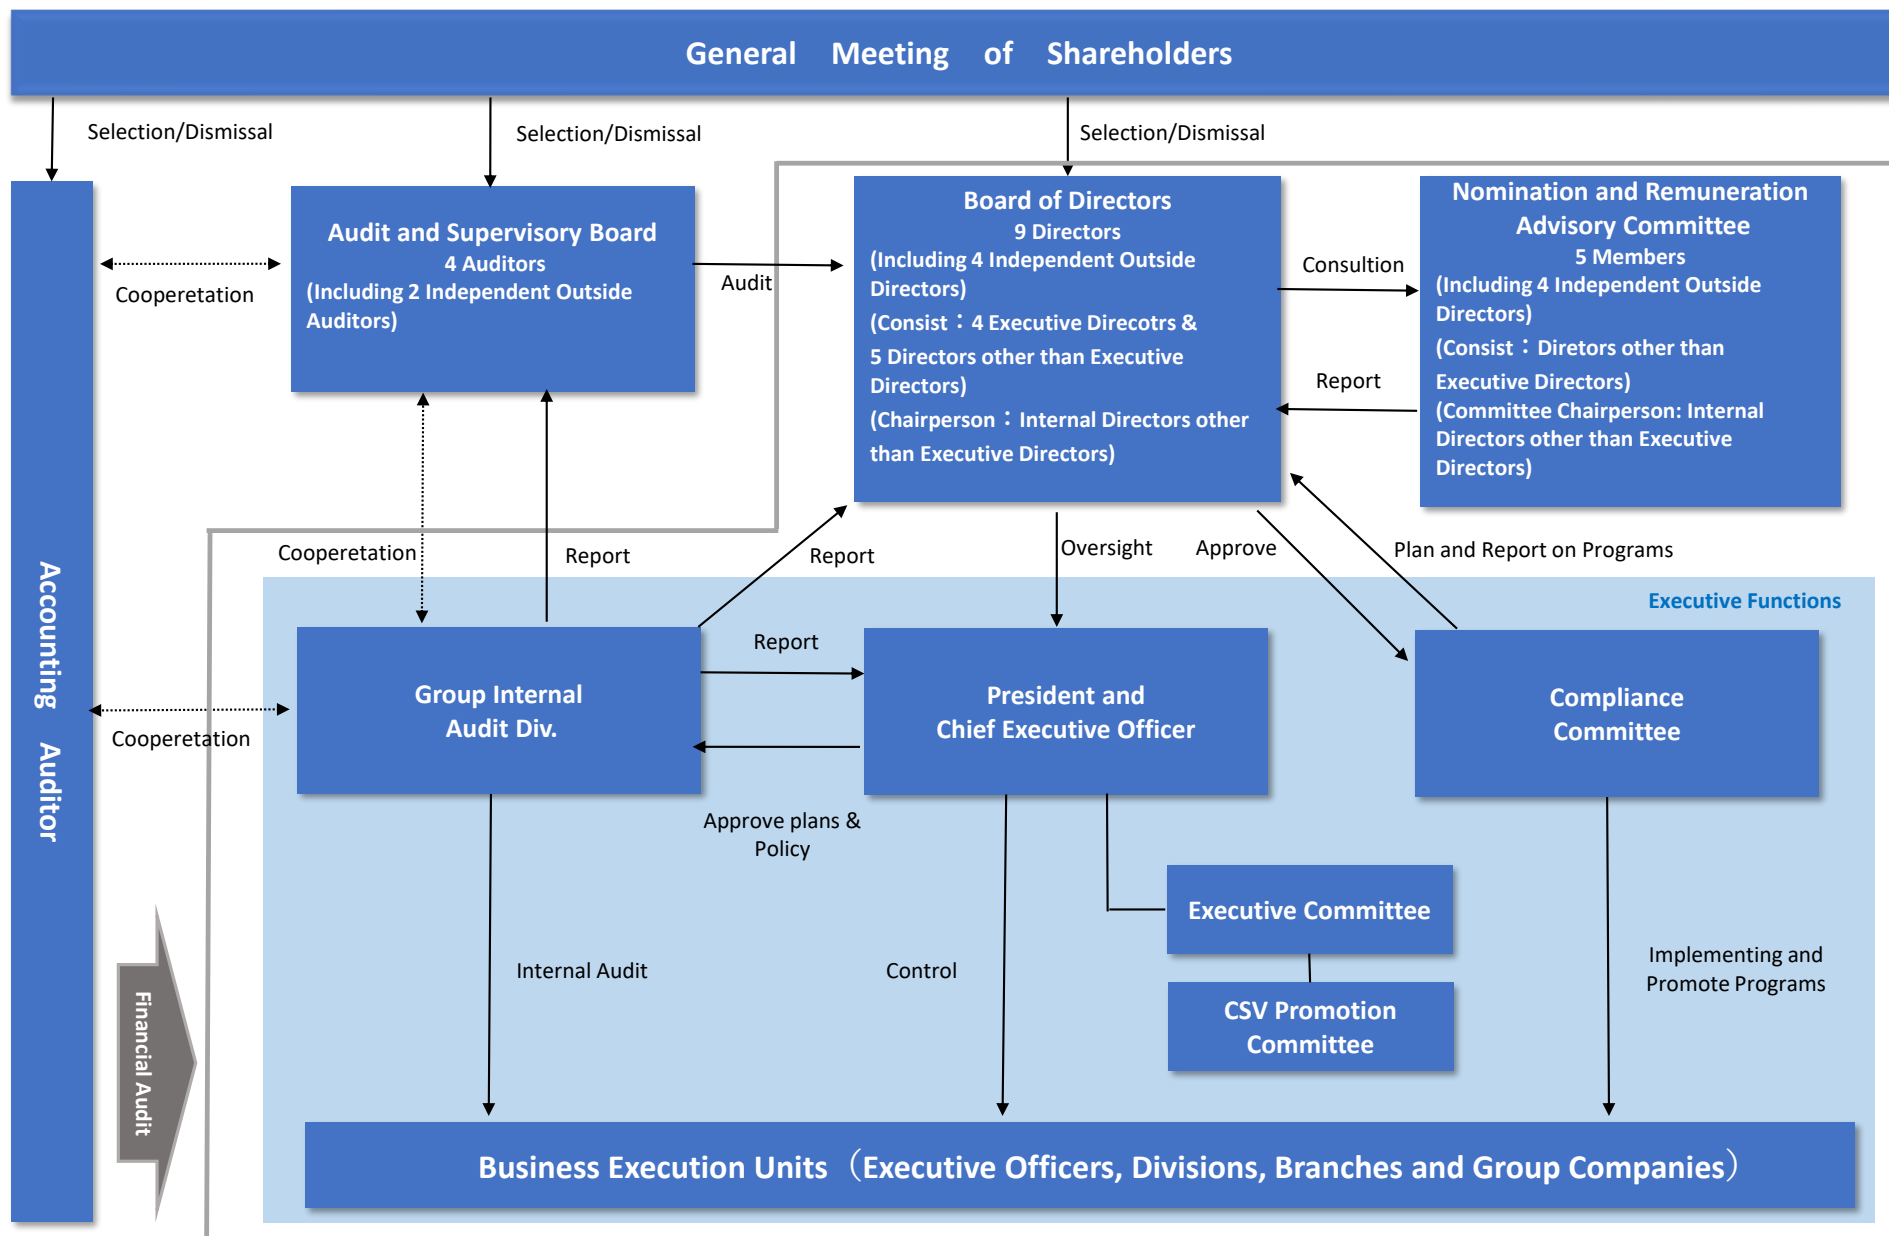 General Meeting of Shareholders
Selection/Dismissal
Selection/Dismissal
Selection/Dismissal
Accounting Auditor
Cooperetation
Audit and Supervisory Board
4 Auditors
(Including 2 Independent Outside
Auditors)
Audit
Board of Directors
9 Directors
(Including 4 Independent Outside
Directors)
(Consist：4 Executive Direcotrs &
5 Directors other than Executive
Directors)
(Chairperson：Internal Directors other
than Executive Directors)
Consultion
Report
Nomination and Remuneration
Advisory Committee
5 Members
(Including 4 Independent Outside
Directors)
(Consist：Diretors other than
Executive Directors)
(Committee Chairperson: Internal
Directors other than Executive
Directors)
Cooperetation
Report
Report
Oversight
Approve
Plan and Report on Programs
Executive Functions
Cooperetation
Group Internal
Audit Div.
Report
Approve plans &
Policy
President and
Chief Executive Officer
Compliance
Committee
Executive Committee
CSV Promotion
Committee
Financial Audit
Internal Audit
Control
Implementing and
Promote Programs
Business Execution Units（Executive Officers, Divisions, Branches and Group Companies）